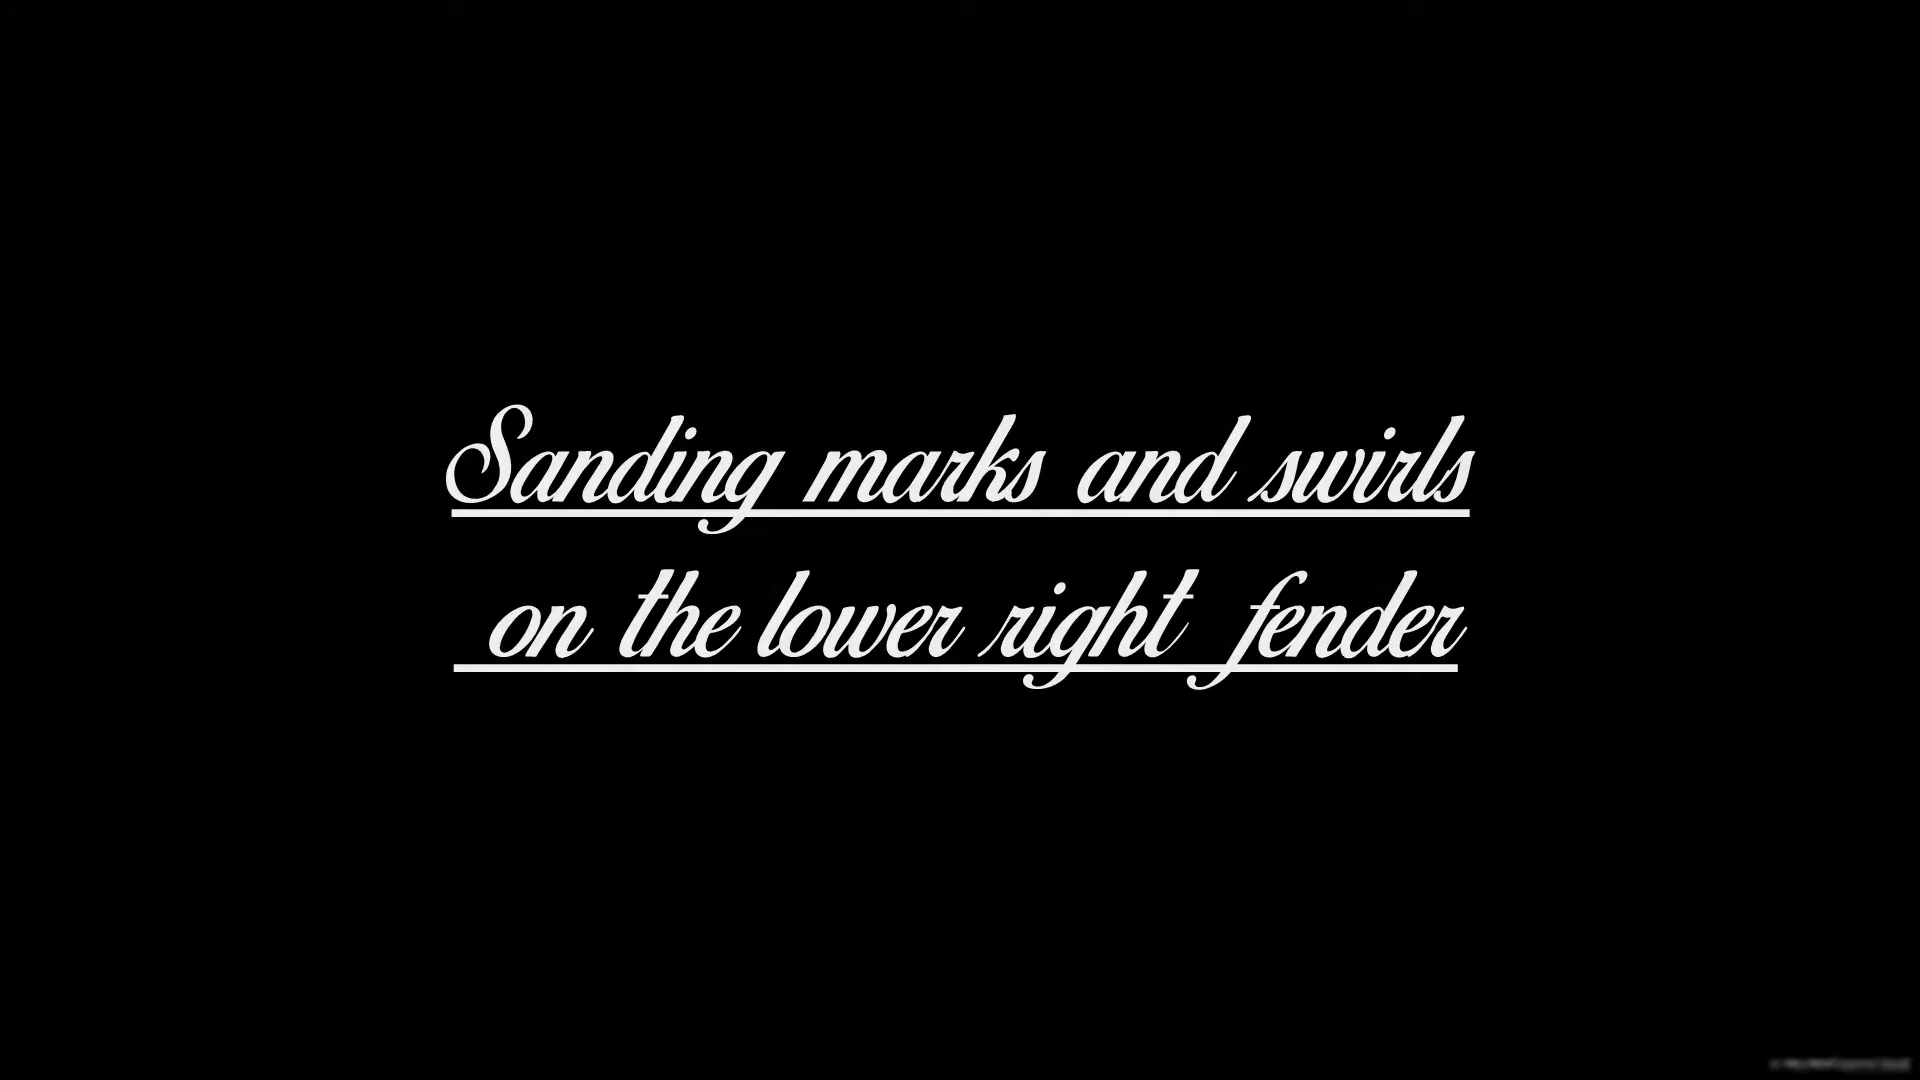 Sanding marks and swirls
on the lower right fender